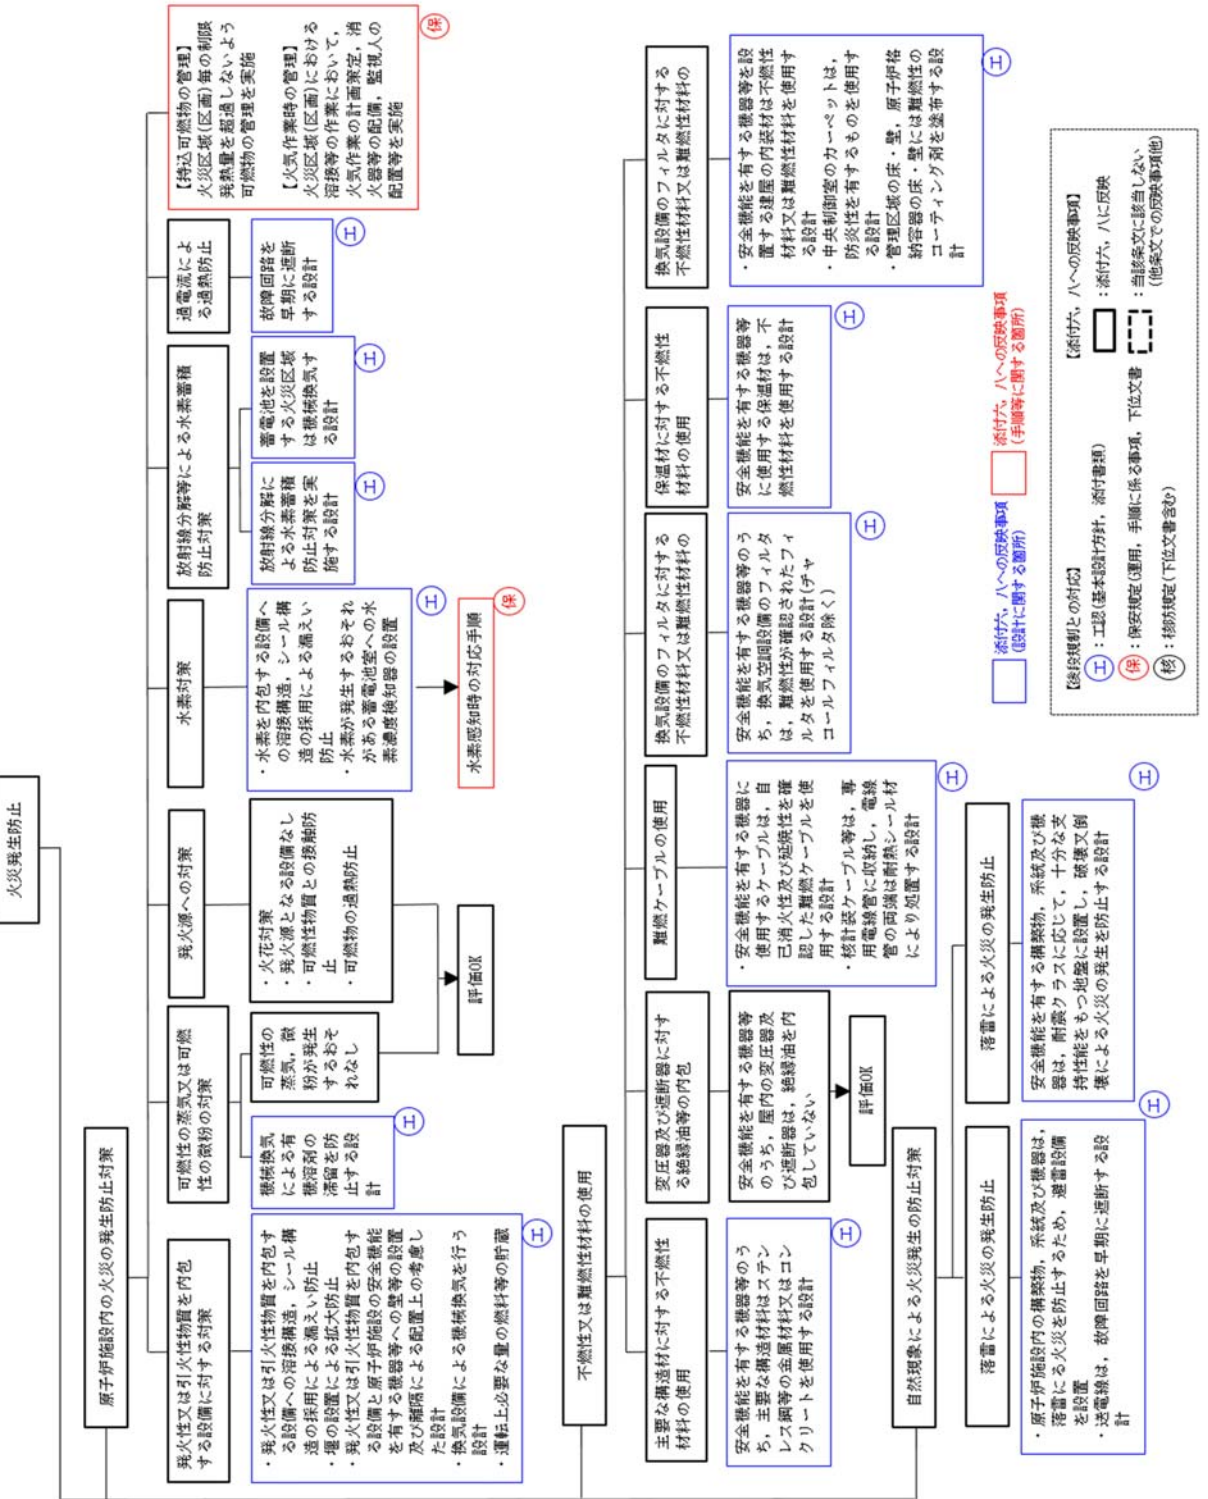 火災発生防止
原子炉施設内の火災の発生防止対策
発火性又は引火性物質を内包
する設備に対する対策
・発火性又は引火性物質を内包す
る設備への溶接構造，シール構
造の採用による漏えい防止
・堰の設置による拡大防止
・発火性又は引火性物質を内包す
る設備と原子炉施設の安全機能
を有する機器等への壁等の設置
及び離隔による配置上の考慮し
た設計
・換気設備による機械換気を行う
設計
・運転上必要な量の燃料等の貯蔵
工
可燃性の蒸気又は可燃
性の微粉の対策
機械換気
による有
機溶剤の
滞留を防
止する設
計
工
可燃性の
蒸気，微
粉が発生
するおそ
れなし
発火源への対策
・火花対策
・発火源となる設備なし
・可燃性物質との接触防
止
・可燃物の過熱防止
評価OK
水素対策
・水素を内包する設備へ
の溶接構造，シール構
造の採用による漏えい
防止
・水素が発生するおそれ
がある蓄電池室への水
素濃度検知器の設置
工
水素感知時の対応手順
保
放射線分解等による水素蓄積
防止対策
放射線分解に
よる水素蓄積
防止対策を実
施する設計
工
蓄電池を設置
する火災区域
は機械換気す
る設計
工
過電流によ
る過熱防止
故障回路を
早期に遮断
する設計
工
【持込可燃物の管理】
火災区域(区画)毎の制限
発熱量を超過しないよう
可燃物の管理を実施
【火気作業時の管理】
火災区域(区画)における
溶接等の作業において，
火気作業の計画策定，消
火器等の配備，監視人の
配置等を実施
保
不燃性又は難燃性材料の使用
主要な構造材に対する不燃性
材料の使用
安全機能を有する機器等のう
ち，主要な構造材料はステン
レス鋼等の金属材料又はコン
クリートを使用する設計
工
変圧器及び遮断器に対す
る絶縁油等の内包
安全機能を有する機器等
のうち，屋内の変圧器及
び遮断器は，絶縁油を内
包していない
評価OK
難燃ケーブルの使用
・安全機能を有する機器に
使用するケーブルは，自
己消火性及び延焼性を確
認した難燃ケーブルを使
用する設計
・核計装ケーブル等は，専
用電線管に収納し，電線
管の両端は耐熱シール材
により処置する設計
工
換気設備のフィルタに対する
不燃性材料又は難燃性材料の
安全機能を有する機器等のう
ち，換気空調設備のフィルタ
は，難燃性が確認されたフィ
ルタを使用する設計(チャ
コールフィルタ除く)
工
保温材に対する不燃性
材料の使用
安全機能を有する機器等
に使用する保温材は，不
燃性材料を使用する設計
工
換気設備のフィルタに対する
不燃性材料又は難燃性材料の
・安全機能を有する機器等を設
置する建屋の内装材は不燃性
材料又は難燃性材料を使用す
る設計
・中央制御室のカーペットは，
防炎性を有するものを使用す
る設計
・管理区域の床・壁，原子炉格
納容器の床・壁には難燃性の
コーティング剤を塗布する設
計
工
自然現象による火災発生の防止対策
落雷による火災の発生防止
・原子炉施設内の構築物，系統及び機器は，
落雷にる火災を防止するため，避雷設備
を設置
・送電線は，故障回路を早期に遮断する設
計
工
落雷による火災の発生防止
安全機能を有する構築物，系統及び機
器は，耐震クラスに応じて，十分な支
持性能をもつ地盤に設置し，破壊又倒
壊による火災の発生を防止する設計
工
添付六，八への反映事項
(設計に関する箇所)
添付六，八への反映事項
(手順等に関する箇所)
【後段規制との対応】
工：工認(基本設計方針，添付書類)
保：保安規定(運用，手順に係る事項，下位文書
核：核防規定(下位文書含む)
【添付六，八への反映事項】
：添付六，八に反映
：当該条文に該当しない
(他条文での反映事項他)